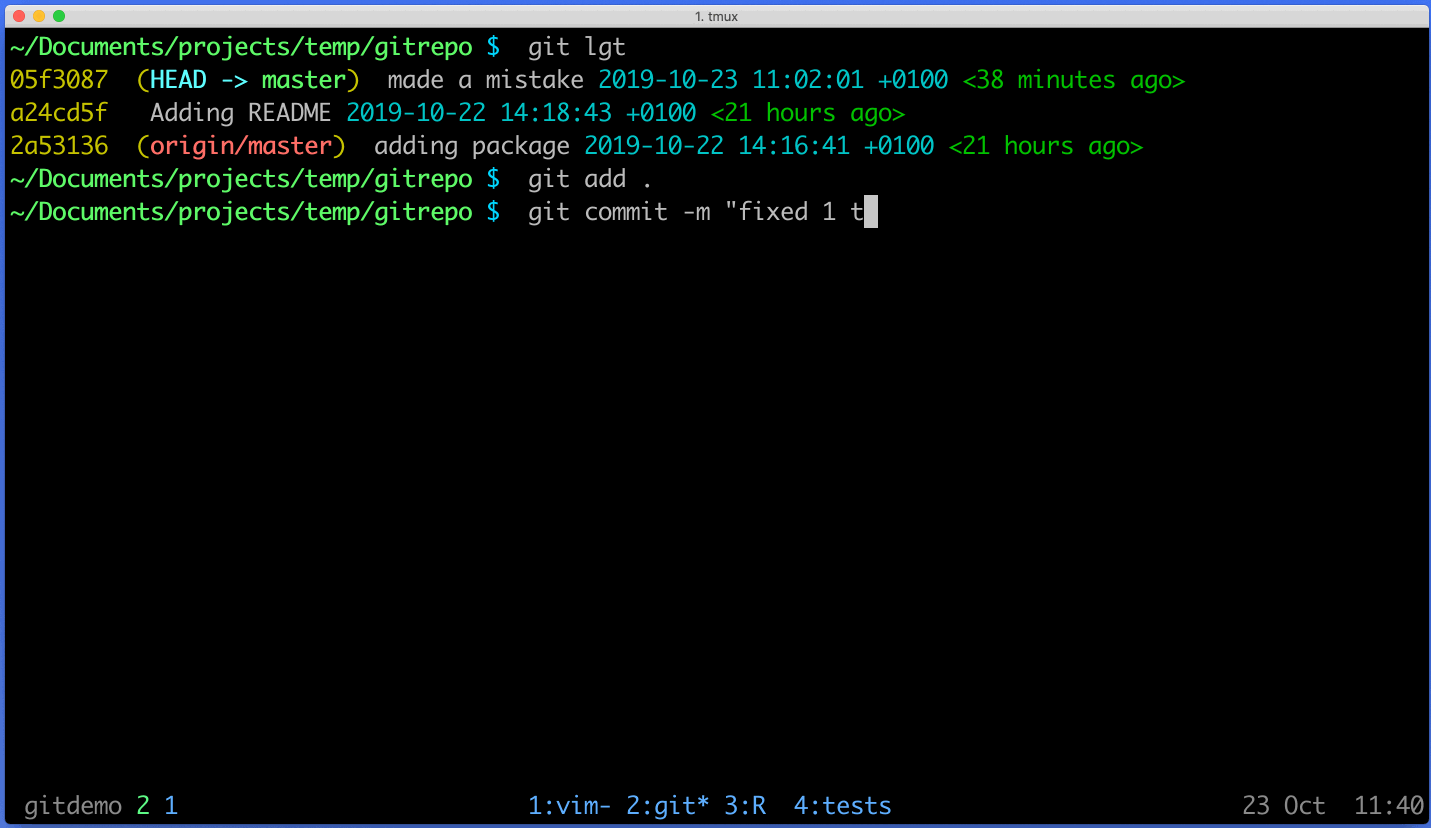 1. tmux
~/Documents/projects/temp/gitrepo $  git lgt
05f3087  (HEAD -> master)  made a mistake 2019-10-23 11:02:01 +0100 <38 minutes ago>
a24cd5f   Adding README 2019-10-22 14:18:43 +0100 <21 hours ago>
2a53136  (origin/master)  adding package 2019-10-22 14:16:41 +0100 <21 hours ago>
~/Documents/projects/temp/gitrepo $  git add .
~/Documents/projects/temp/gitrepo $  git commit -m "fixed 1 t
gitdemo 2 1 1:vim- 2:git* 3:R  4:tests 23 Oct  11:40